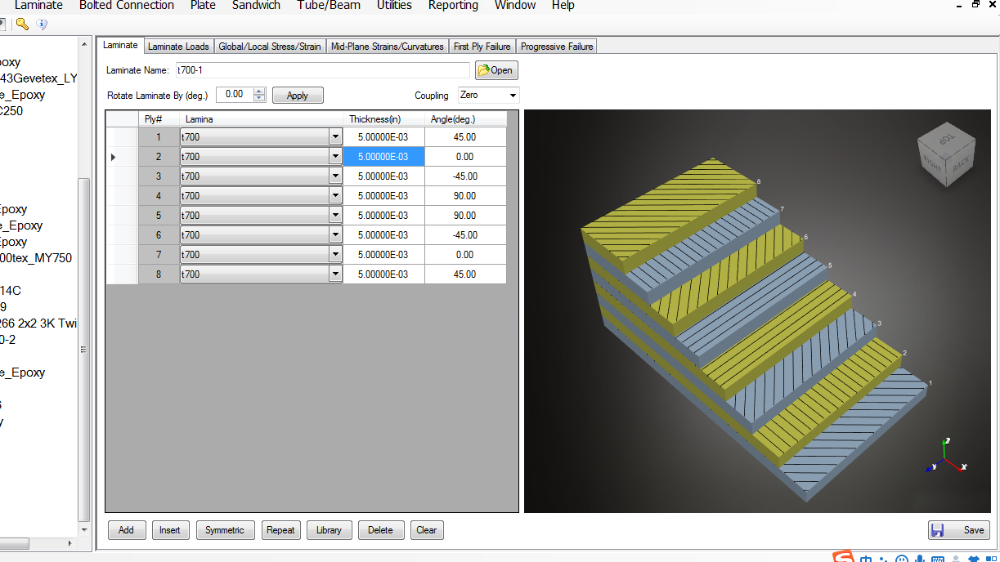 Laminate Bolted Connection Plate Sandwich Tube/Beam Utilities Reporting Window Help
Laminate Laminate Loads Global/Local Stress/Strain Mid-Plane Strains/Curvatures First Ply Failure Progressive Failure
Laminate Name: t700-1 Open
Rotate Laminate By (deg.) 0.00 Apply Coupling Zero
poxy
43Gevetex_LY
e_Epoxy
C250
Epoxy
e_Epoxy
Epoxy
00tex_MY750
14C
9
266 2x2 3K Twi
0-2
e_Epoxy
Ply# Lamina Thickness(in) Angle(deg.)
1 t700 5.00000E-03 45.00
2 t700 5.00000E-03 0.00
3 t700 5.00000E-03 -45.00
4 t700 5.00000E-03 90.00
5 t700 5.00000E-03 90.00
6 t700 5.00000E-03 -45.00
7 t700 5.00000E-03 0.00
8 t700 5.00000E-03 45.00
TOP
RIGHT BACK
8
7
6
5
4
3
2
1
Z
Y X
Add Insert Symmetric Repeat Library Delete Clear Save